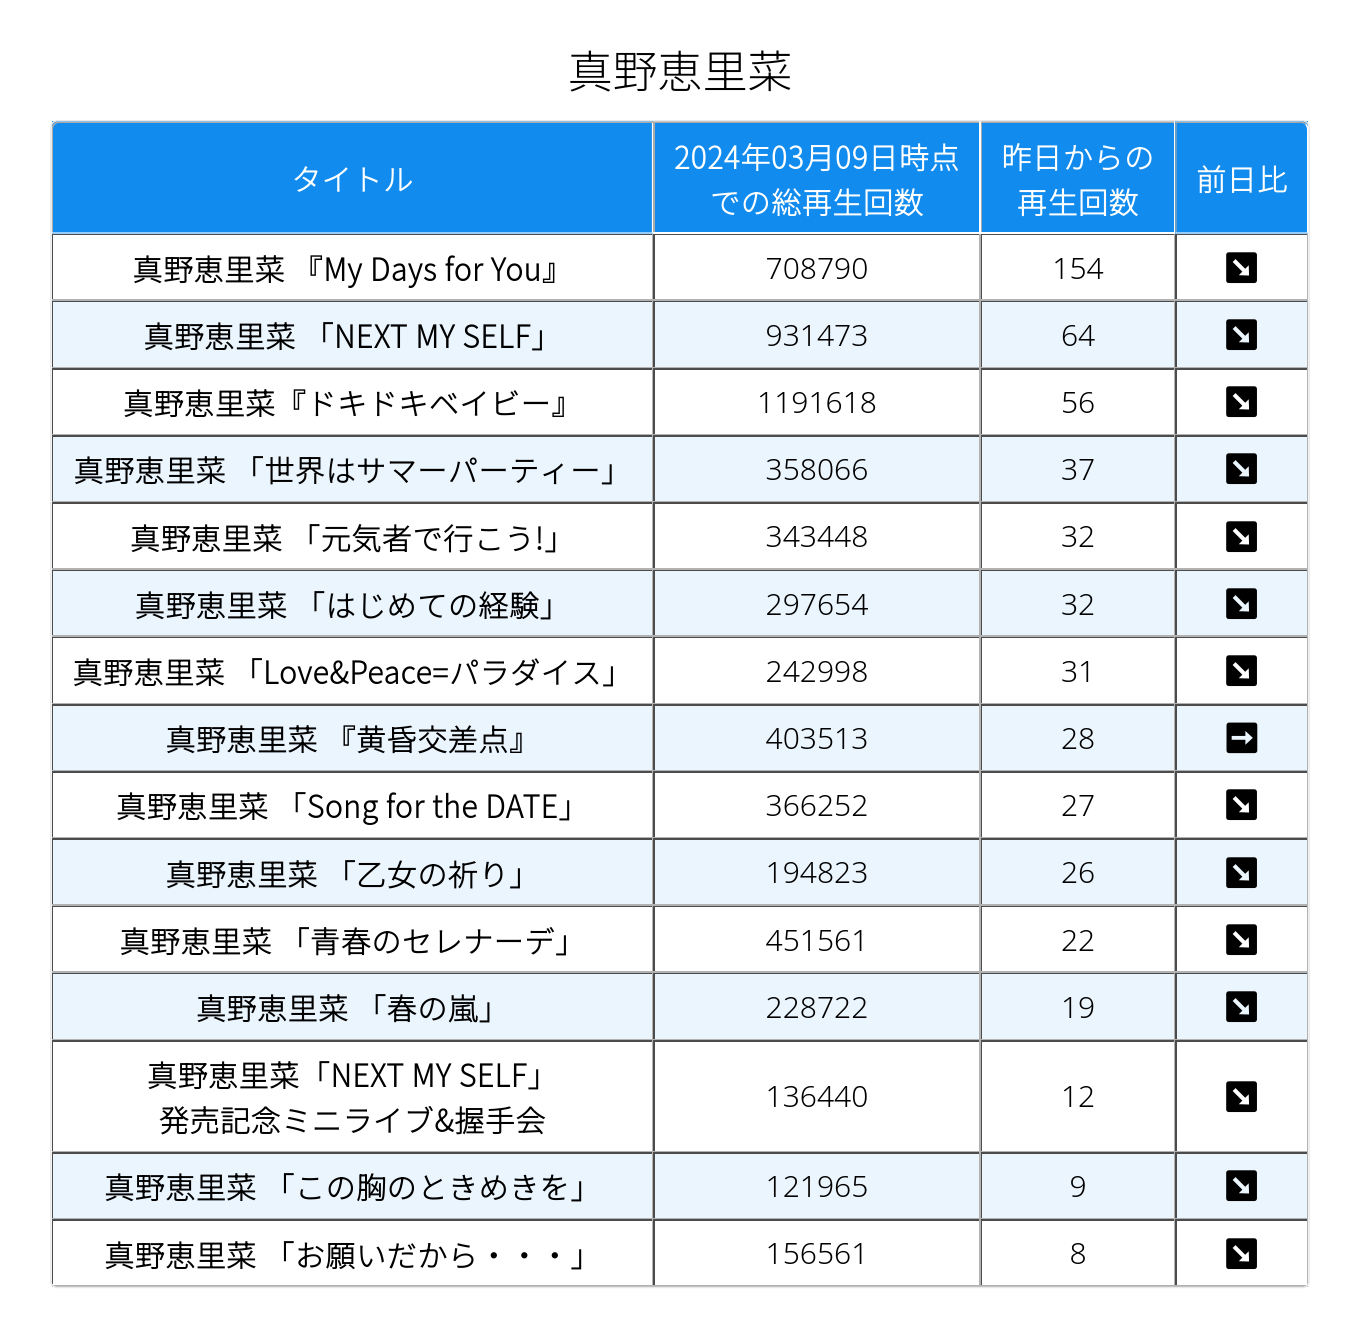 真野恵里菜
タイトル
2024年03月09日時点
での総再生回数
昨日からの
再生回数
前日比
真野恵里菜 『My Days for You』 708790 154 ➘
真野恵里菜 「NEXT MY SELF」 931473 64 ➘
真野恵里菜『ドキドキベイビー』 1191618 56 ➘
真野恵里菜 「世界はサマーパーティー」 358066 37 ➘
真野恵里菜 「元気者で行こう!」 343448 32 ➘
真野恵里菜 「はじめての経験」 297654 32 ➘
真野恵里菜 「Love&Peace=パラダイス」 242998 31 ➘
真野恵里菜 『黄昏交差点』 403513 28 ➙
真野恵里菜 「Song for the DATE」 366252 27 ➘
真野恵里菜 「乙女の祈り」 194823 26 ➘
真野恵里菜 「青春のセレナーデ」 451561 22 ➘
真野恵里菜 「春の嵐」 228722 19 ➘
真野恵里菜「NEXT MY SELF」
発売記念ミニライブ&握手会 136440 12 ➘
真野恵里菜 「この胸のときめきを」 121965 9 ➘
真野恵里菜 「お願いだから・・・」 156561 8 ➘